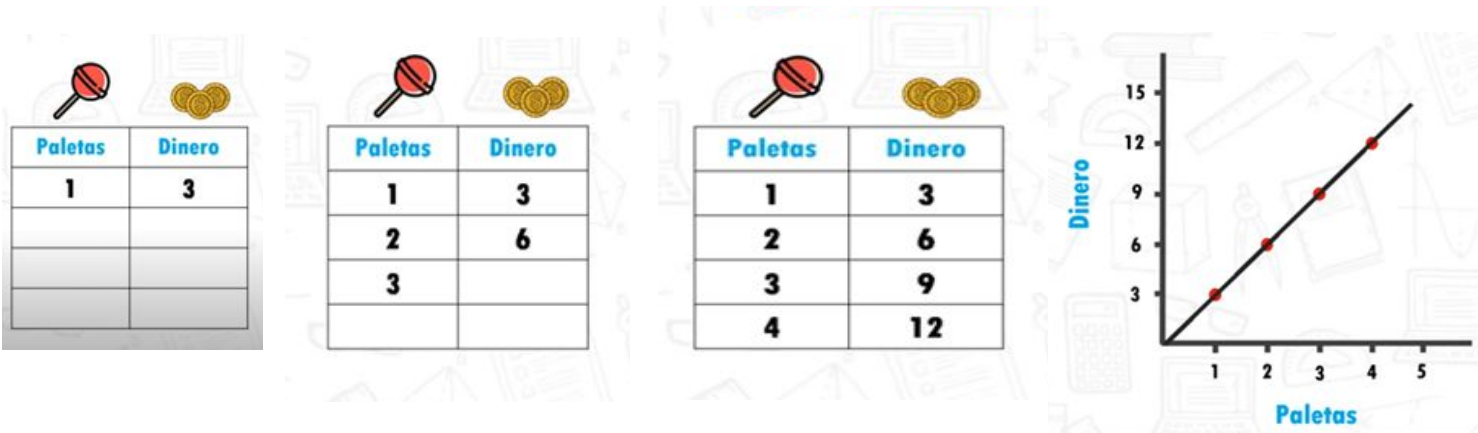 Paletas Dinero
1 3
Paletas Dinero
1 3
2 6
3
Paletas Dinero
1 3
2 6
3 9
4 12
15
12
9
6
3
Dinero
1 2 3 4 5
Paletas